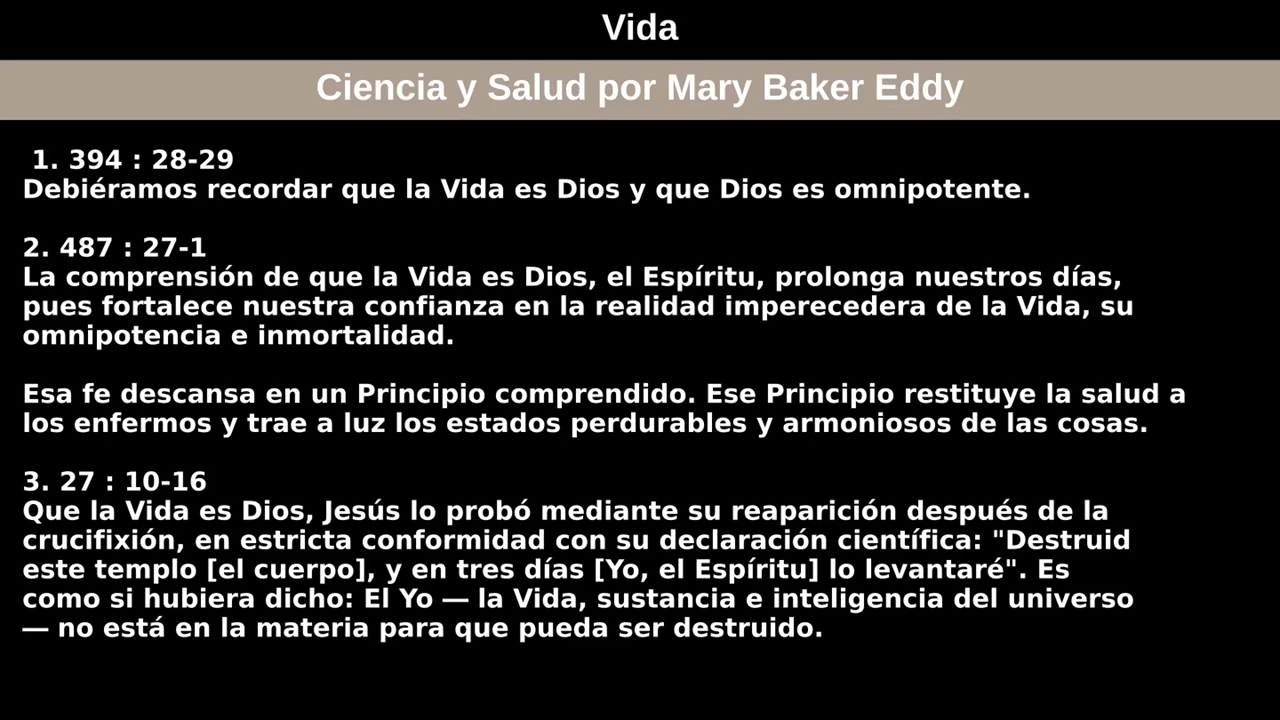 Vida
Ciencia y Salud por Mary Baker Eddy
1. 394 : 28-29
Debiéramos recordar que la Vida es Dios y que Dios es omnipotente.
2. 487 : 27-1
La comprensión de que la Vida es Dios, el Espíritu, prolonga nuestros días,
pues fortalece nuestra confianza en la realidad imperecedera de la Vida, su
omnipotencia e inmortalidad.
Esa fe descansa en un Principio comprendido. Ese Principio restituye la salud a
los enfermos y trae a luz los estados perdurables y armoniosos de las cosas.
3. 27 : 10-16
Que la Vida es Dios, Jesús lo probó mediante su reaparición después de la
crucifixión, en estricta conformidad con su declaración científica: "Destruid
este templo [el cuerpo], y en tres días [Yo, el Espíritu] lo levantaré". Es
como si hubiera dicho: El Yo — la Vida, sustancia e inteligencia del universo
— no está en la materia para que pueda ser destruido.